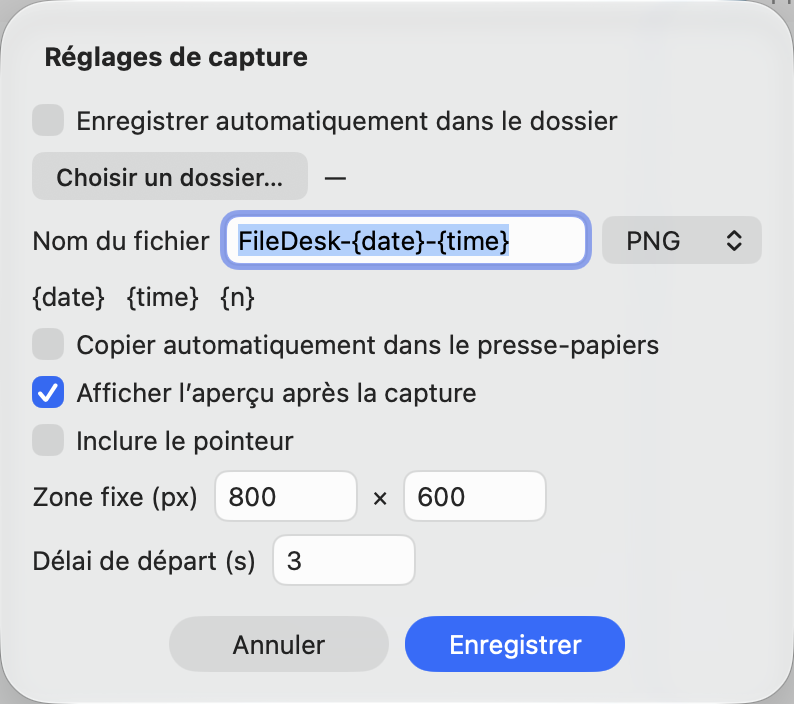 Réglages de capture
Enregistrer automatiquement dans le dossier
Choisir un dossier... —
Nom du fichier FileDesk-{date}-{time} PNG
{date} {time} {n}
Copier automatiquement dans le presse-papiers
Afficher l’aperçu après la capture
Inclure le pointeur
Zone fixe (px) 800 × 600
Délai de départ (s) 3
Annuler Enregistrer